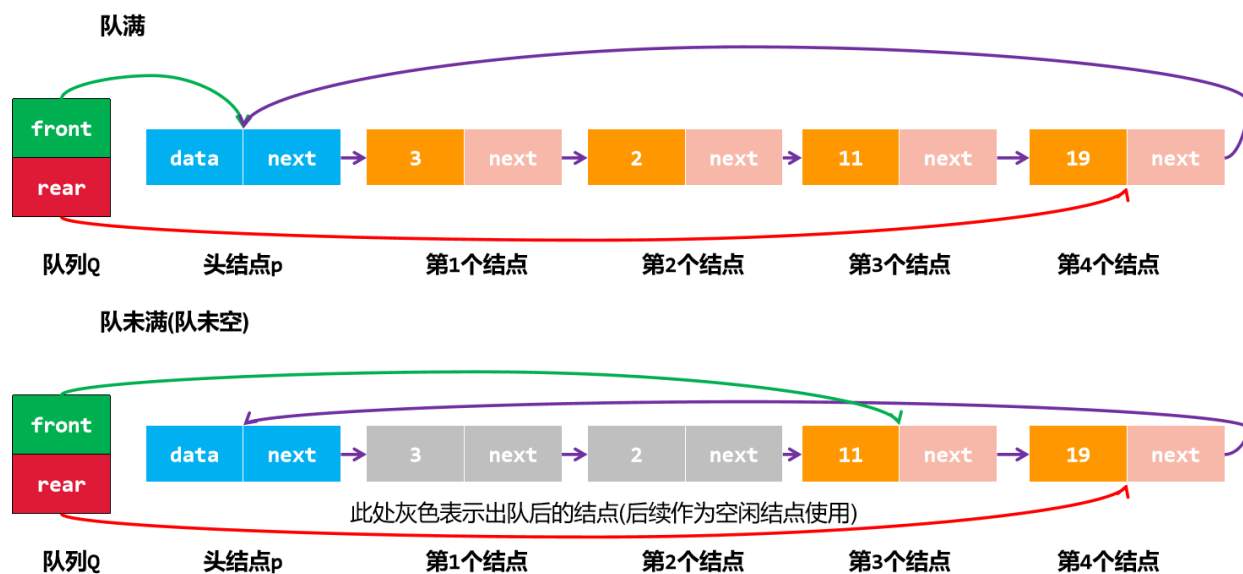 队满
front
rear
data next 3 next 2 next 11 next 19 next
队列Q 头结点p 第1个结点 第2个结点 第3个结点 第4个结点
队未满(队未空)
front
rear
data next 3 next 2 next 11 next 19 next
此处灰色表示出队后的结点(后续作为空闲结点使用)
队列Q 头结点p 第1个结点 第2个结点 第3个结点 第4个结点